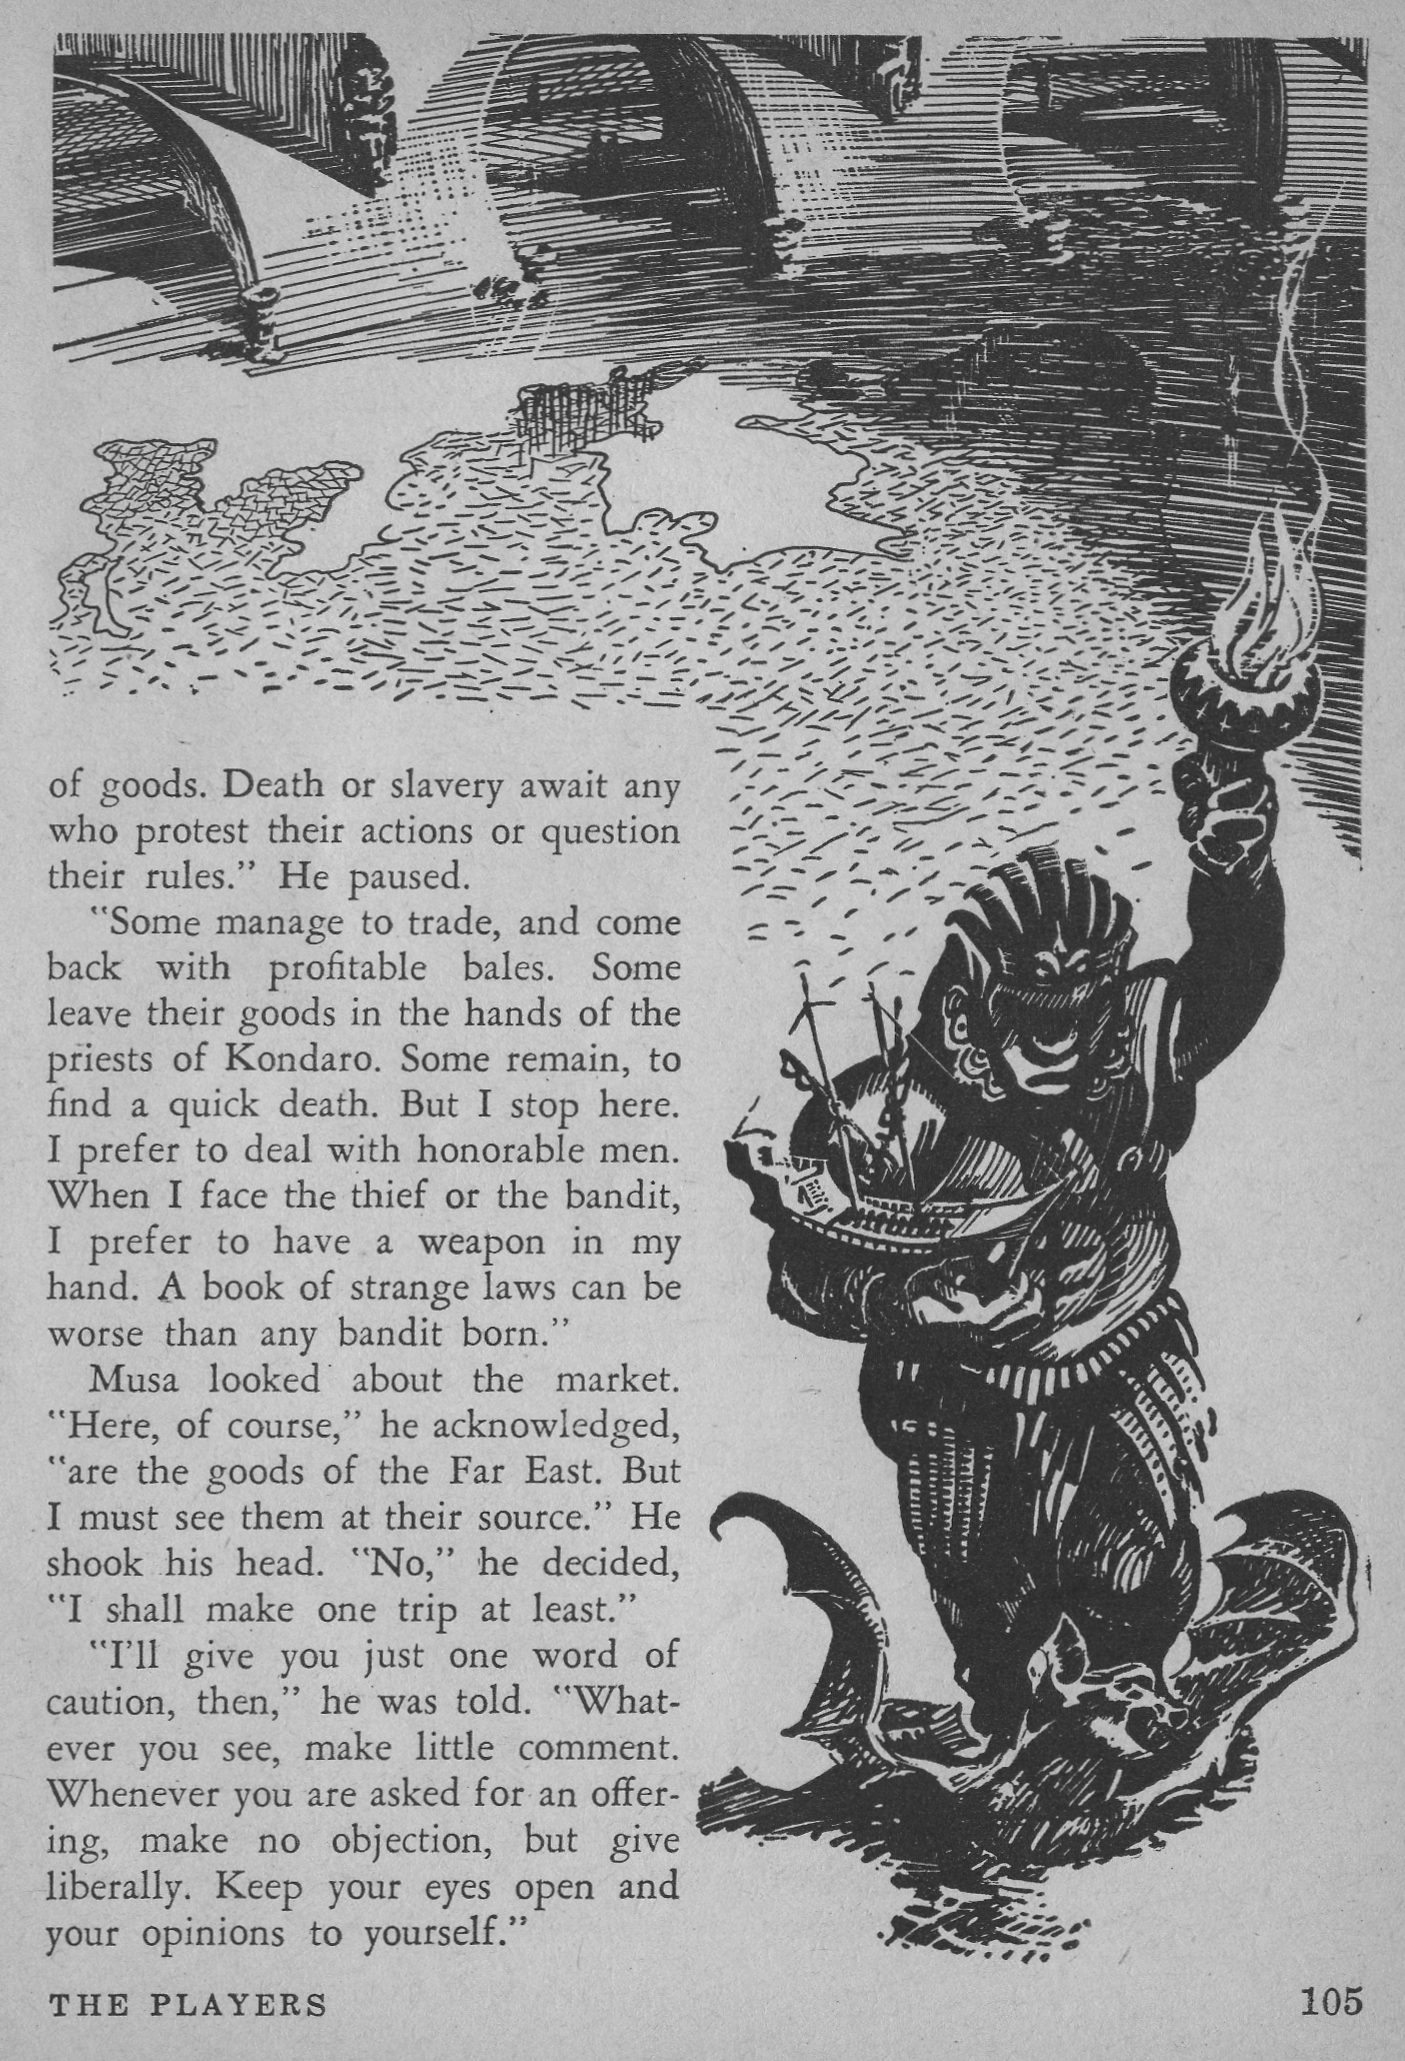 of goods. Death or slavery await any
who protest their actions or question
their rules.” He paused.
“Some manage to trade, and come
back with profitable bales. Some
leave their goods in the hands of the
priests of Kondaro. Some remain, to
find a quick death. But I stop here.
I prefer to deal with honorable men.
When I face the thief or the bandit,
I prefer to have a weapon in my
hand. A book of strange laws can be
worse than any bandit born.”
Musa looked about the market.
“Here, of course,” he acknowledged,
“are the goods of the Far East. But
I must see them at their source.” He
shook his head. “No,” he decided,
“I shall make one trip at least.”
“I’ll give you just one word of
caution, then,” he was told. “What-
ever you see, make little comment.
Whenever you are asked for an offer-
ing, make no objection, but give
liberally. Keep your eyes open and
your opinions to yourself.”
THE PLAYERS
105